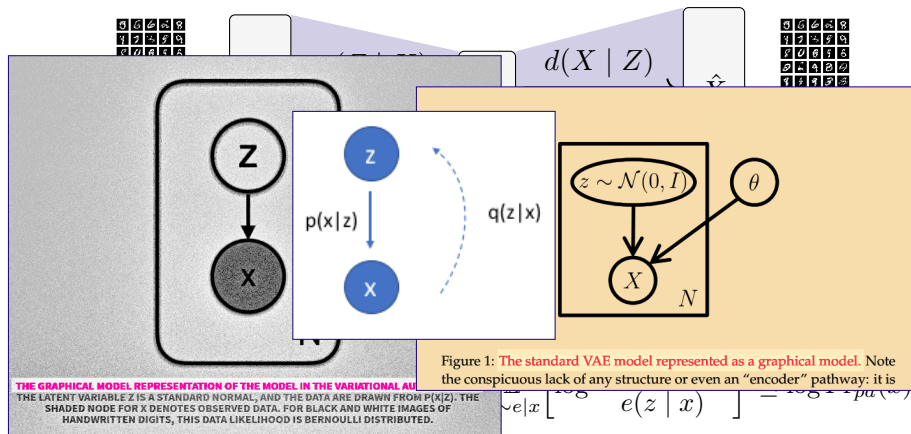 d(X | Z)
Z
X
z
p(x|z)
q(z|x)
x
z ∼ N(0, I)
θ
X
N
THE GRAPHICAL MODEL REPRESENTATION OF THE MODEL IN THE VARIATIONAL
THE LATENT VARIABLE Z IS A STANDARD NORMAL, AND THE DATA ARE DRAWN FROM P(X|Z). THE
SHADED NODE FOR X DENOTES OBSERVED DATA. FOR BLACK AND WHITE IMAGES OF
HANDWRITTEN DIGITS, THIS DATA LIKELIHOOD IS BERNOULLI DISTRIBUTED.
Figure 1: The standard VAE model represented as a graphical model. Note
the conspicuous lack of any structure or even an “encoder” pathway: it is
e(z | x)